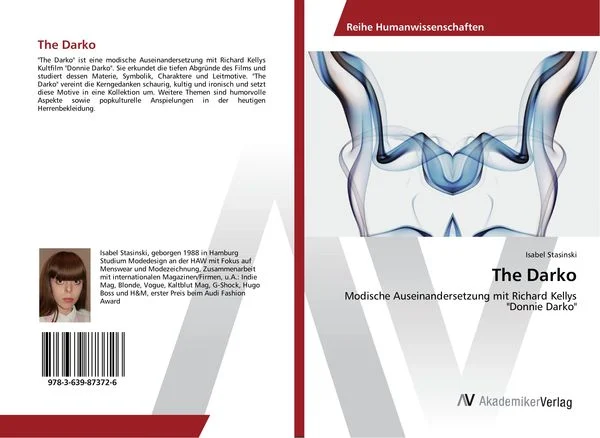 The Darko
"The Darko" ist eine modische Auseinandersetzung mit Richard Kellys
Kultfilm "Donnie Darko". Sie erkundet die tiefen Abgründe des Films und
studiert dessen Materie, Symbolik, Charaktere und Leitmotive. "The
Darko" vereint die Kerngedanken schaurig, kultig und ironisch und setzt
diese Motive in eine Kollektion um. Weitere Themen sind humorvolle
Aspekte sowie popkulturelle Anspielungen in der heutigen
Herrenbekleidung.
Isabel Stasinski, geborgen 1988 in Hamburg
Studium Modedesign an der HAW mit Fokus auf
Menswear und Modezeichnung, Zusammenarbeit
mit internationalen Magazinen/Firmen, u.A.: Indie
Mag, Blonde, Vogue, Kaltblut Mag, G-Shock, Hugo
Boss und H&M, erster Preis beim Audi Fashion
Award
978-3-639-87372-6
Reihe Humanwissenschaften
Isabel Stasinski
The Darko
Modische Auseinandersetzung mit Richard Kellys
"Donnie Darko"
AV AkademikerVerlag